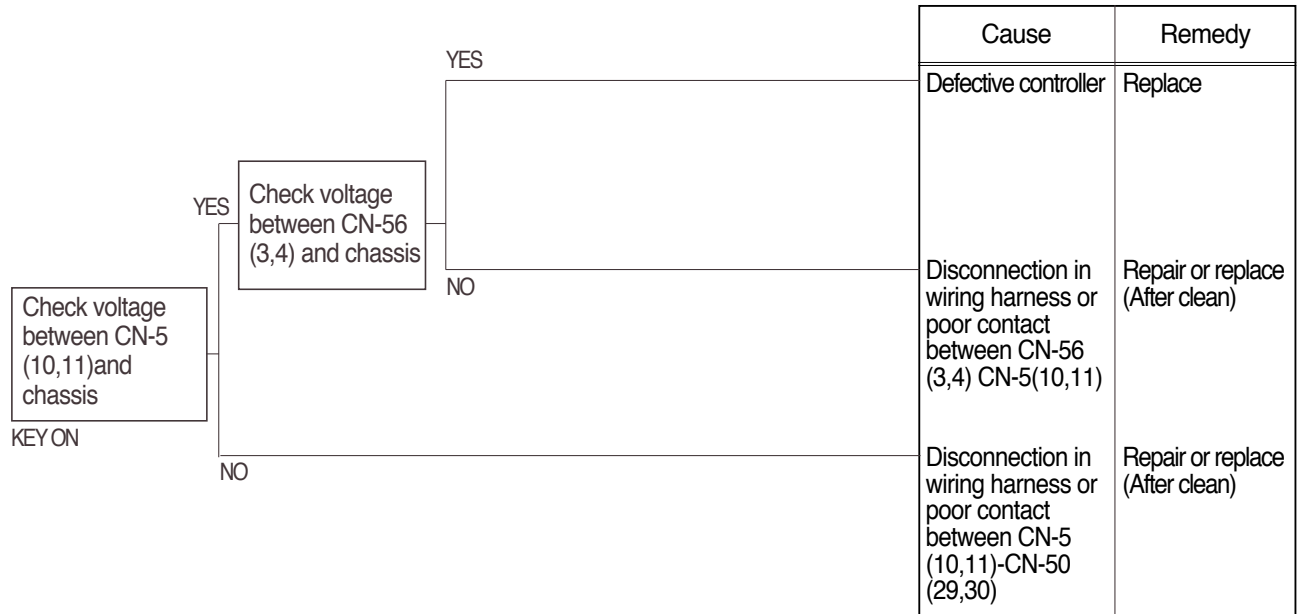 Cause
Remedy
YES
Defective controller
Replace
YES
Check voltage
between CN-56
(3,4) and chassis
NO
Disconnection in
wiring harness or
poor contact
between CN-56
(3,4) CN-5(10,11)
Repair or replace
(After clean)
Check voltage
between CN-5
(10,11)and
chassis
KEY ON
NO
Disconnection in
wiring harness or
poor contact
between CN-5
(10,11)-CN-50
(29,30)
Repair or replace
(After clean)